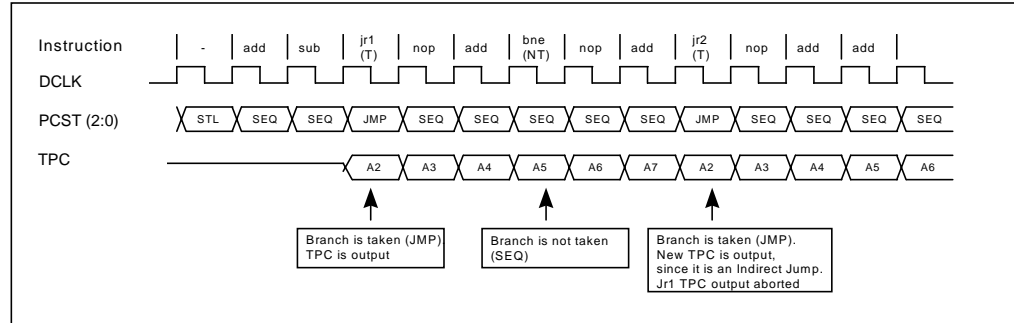 Instruction - add sub jr1 (T) nop add bne (NT) nop add jr2 (T) nop add add
DCLK
PCST (2:0) STL SEQ SEQ JMP SEQ SEQ SEQ SEQ SEQ JMP SEQ SEQ SEQ SEQ
TPC A2 A3 A4 A5 A6 A7 A2 A3 A4 A5 A6
Branch is taken (JMP).
TPC is output
Branch is not taken
(SEQ)
Branch is taken (JMP).
New TPC is output,
since it is an Indirect Jump.
Jr1 TPC output aborted